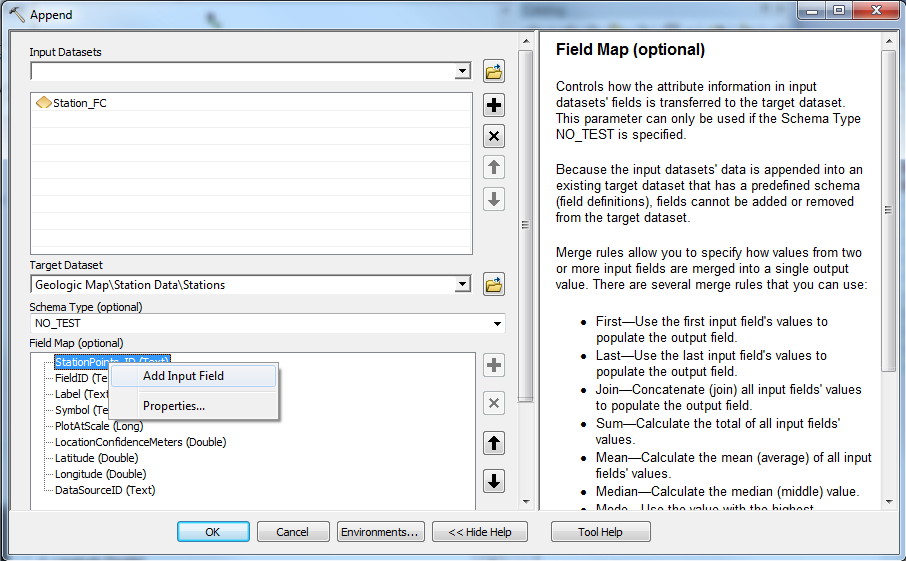 Append
Input Datasets
Station_FC
Target Dataset
Geologic Map\Station Data\Stations
Schema Type (optional)
NO_TEST
Field Map (optional)
(Text)
FieldID
Label (Text
Symbol
PlotAtScale (Long)
LocationConfidenceMeters (Double)
Latitude (Double)
Longitude (Double)
DataSourceID (Text)
Add Input Field
Properties...
OK
Cancel
Environments...
<< Hide Help
Tool Help
Field Map (optional)
Controls how the attribute information in input
datasets' fields is transferred to the target dataset.
This parameter can only be used if the Schema Type
NO_TEST is specified.
Because the input datasets' data is appended into an
existing target dataset that has a predefined schema
(field definitions), fields cannot be added or removed
from the target dataset.
Merge rules allow you to specify how values from two
or more input fields are merged into a single output
value. There are several merge rules that you can use:
• First—Use the first input field's values to
populate the output field.
• Last—Use the last input field's values to
populate the output field.
• Join—Concatenate (join) all input fields' values
to populate the output field.
• Sum—Calculate the total of all input fields'
values.
• Mean—Calculate the mean (average) of all input
fields' values.
• Median—Calculate the median (middle) value.
• Mode—Use the value with the highest